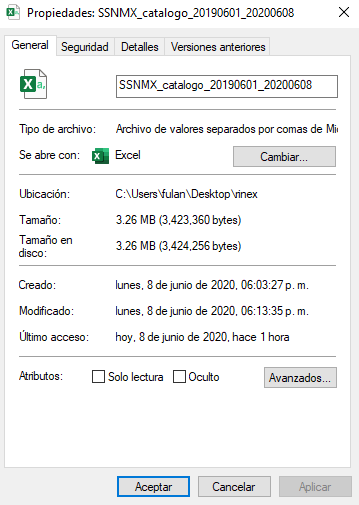 Propiedades: SSNMX_catalogo_20190601_20200608
General Seguridad Detalles Versiones anteriores
SSNMX_catalogo_20190601_20200608
Tipo de archivo: Archivo de valores separados por comas de Mi
Se abre con: Excel Cambiar...
Ubicación: C:\Users\fulan\Desktop\rinex
Tamaño: 3.26 MB (3,423,360 bytes)
Tamaño en disco: 3.26 MB (3,424,256 bytes)
Creado: lunes, 8 de junio de 2020, 06:03:27 p. m.
Modificado: lunes, 8 de junio de 2020, 06:13:35 p. m.
Último acceso: hoy, 8 de junio de 2020, hace 1 hora
Atributos: Solo lectura Oculto Avanzados...
Aceptar Cancelar Aplicar